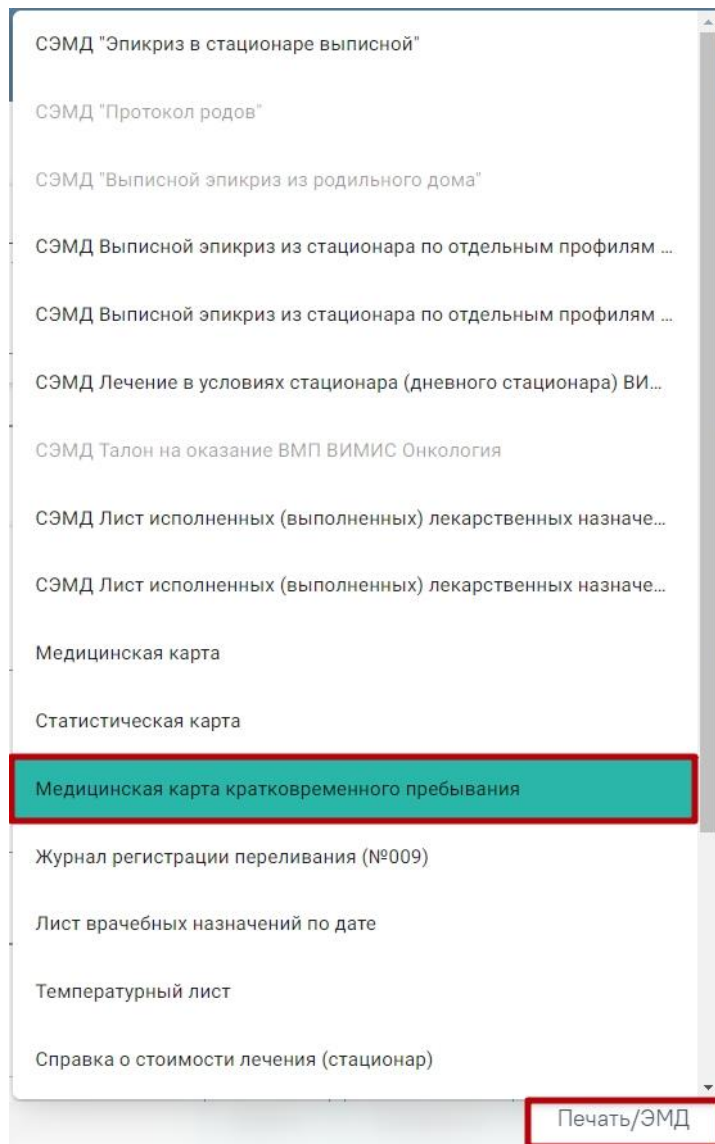 СЭМД "Эпикриз в стационаре выписной"
СЭМД "Протокол родов"
СЭМД "Выписной эпикриз из родильного дома"
СЭМД Выписной эпикриз из стационара по отдельным профилям ...
СЭМД Выписной эпикриз из стационара по отдельным профилям ...
СЭМД Лечение в условиях стационара (дневного стационара) ВИ...
СЭМД Талон на оказание ВМП ВИМИС Онкология
СЭМД Лист исполненных (выполненных) лекарственных назначе...
СЭМД Лист исполненных (выполненных) лекарственных назначе...
Медицинская карта
Статистическая карта
Медицинская карта кратковременного пребывания
Журнал регистрации переливания (№009)
Лист врачебных назначений по дате
Температурный лист
Справка о стоимости лечения (стационар)
Печать/ЭМД